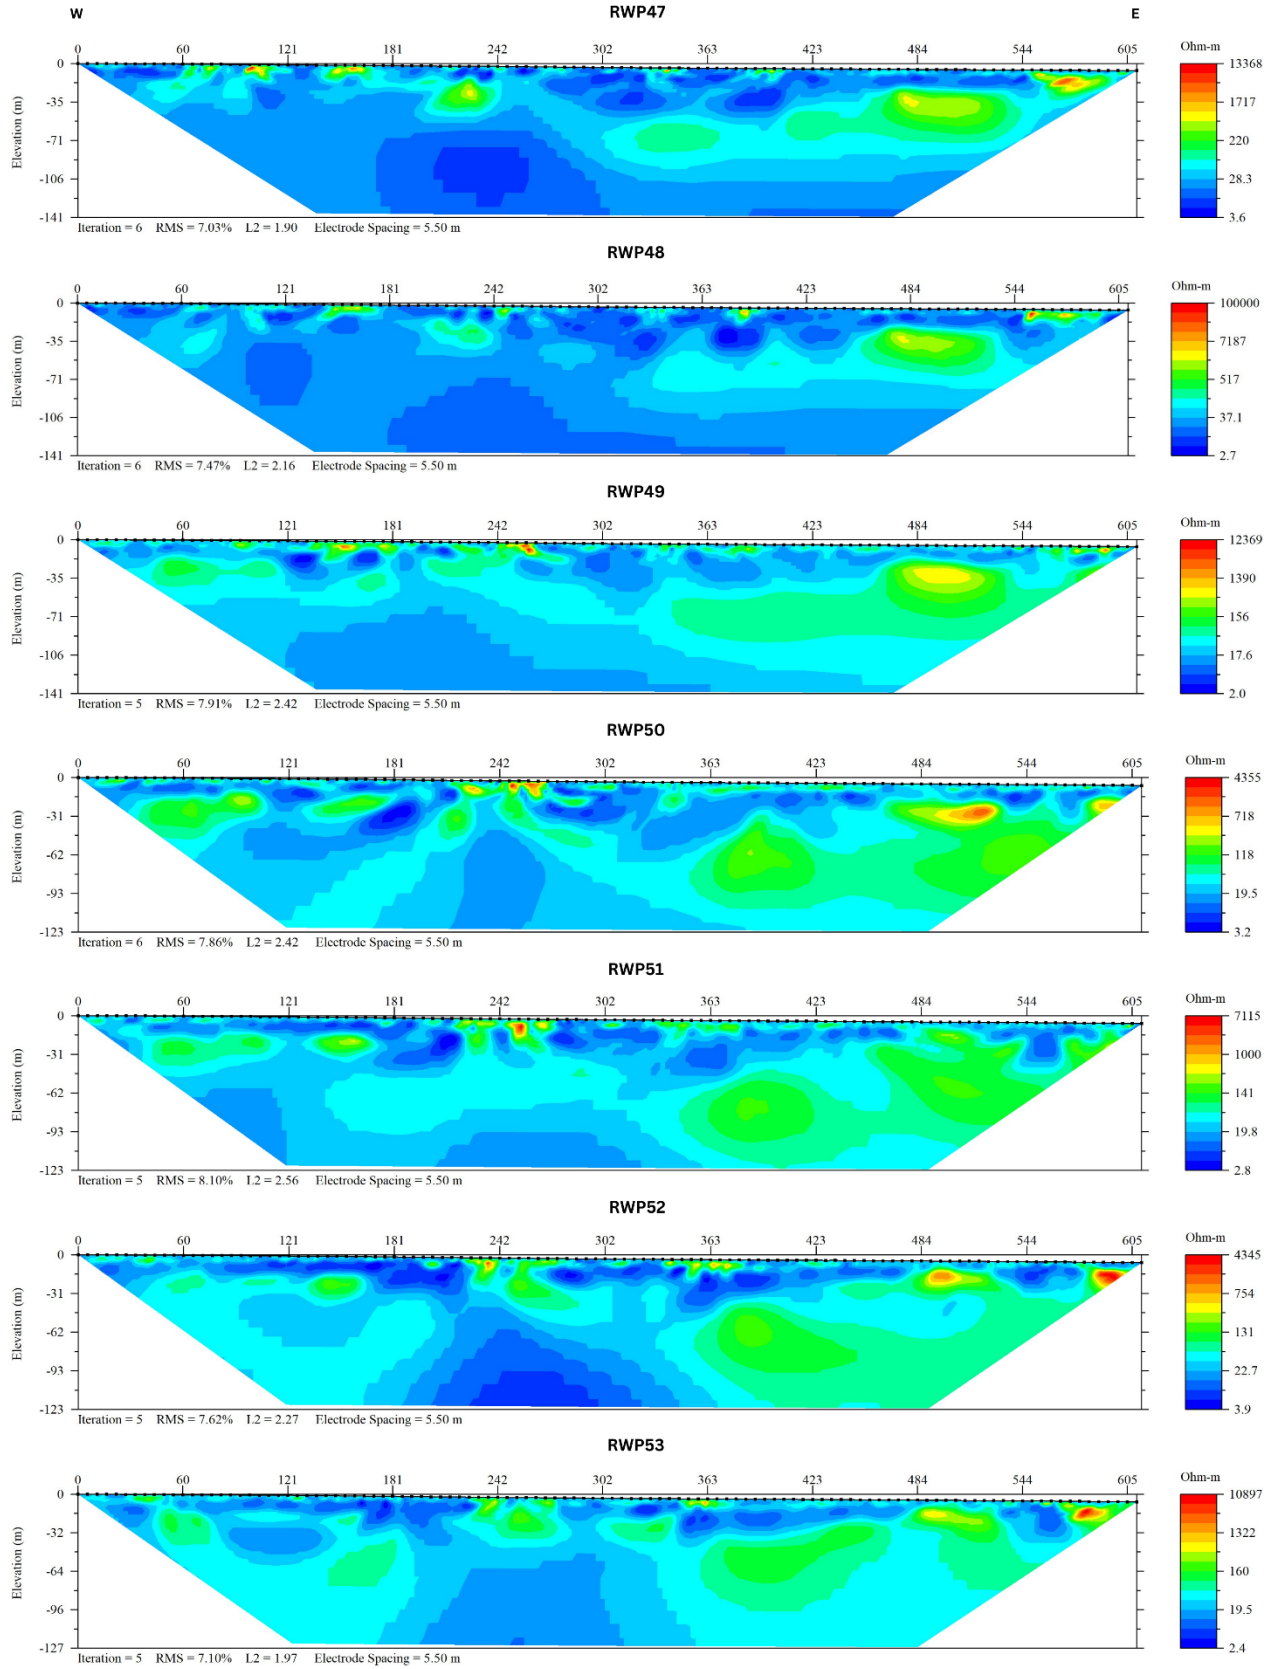 W RWP47 E
0 60 121 181 242 302 363 423 484 544 605 Ohm-m
0 13368
-35 1717
-71 220
-106 28.3
-141 3.6
Elevation (m)
Iteration = 6 RMS = 7.03% L2 = 1.90 Electrode Spacing = 5.50 m
RWP48
0 60 121 181 242 302 363 423 484 544 605 Ohm-m
0 100000
-35 7187
-71 517
-106 37.1
-141 2.7
Elevation (m)
Iteration = 6 RMS = 7.47% L2 = 2.16 Electrode Spacing = 5.50 m
RWP49
0 60 121 181 242 302 363 423 484 544 605 Ohm-m
0 12369
-35 1390
-71 156
-106 17.6
-141 2.0
Elevation (m)
Iteration = 5 RMS = 7.91% L2 = 2.42 Electrode Spacing = 5.50 m
RWP50
0 60 121 181 242 302 363 423 484 544 605 Ohm-m
0 4355
-31 718
-62 118
-93 19.5
-123 3.2
Elevation (m)
Iteration = 6 RMS = 7.86% L2 = 2.42 Electrode Spacing = 5.50 m
RWP51
0 60 121 181 242 302 363 423 484 544 605 Ohm-m
0 7115
-31 1000
-62 141
-93 19.8
-123 2.8
Elevation (m)
Iteration = 5 RMS = 8.10% L2 = 2.56 Electrode Spacing = 5.50 m
RWP52
0 60 121 181 242 302 363 423 484 544 605 Ohm-m
0 4345
-31 754
-62 131
-93 22.7
-123 3.9
Elevation (m)
Iteration = 5 RMS = 7.62% L2 = 2.27 Electrode Spacing = 5.50 m
RWP53
0 60 121 181 242 302 363 423 484 544 605 Ohm-m
0 10897
-32 1322
-64 160
-96 19.5
-127 2.4
Elevation (m)
Iteration = 5 RMS = 7.10% L2 = 1.97 Electrode Spacing = 5.50 m